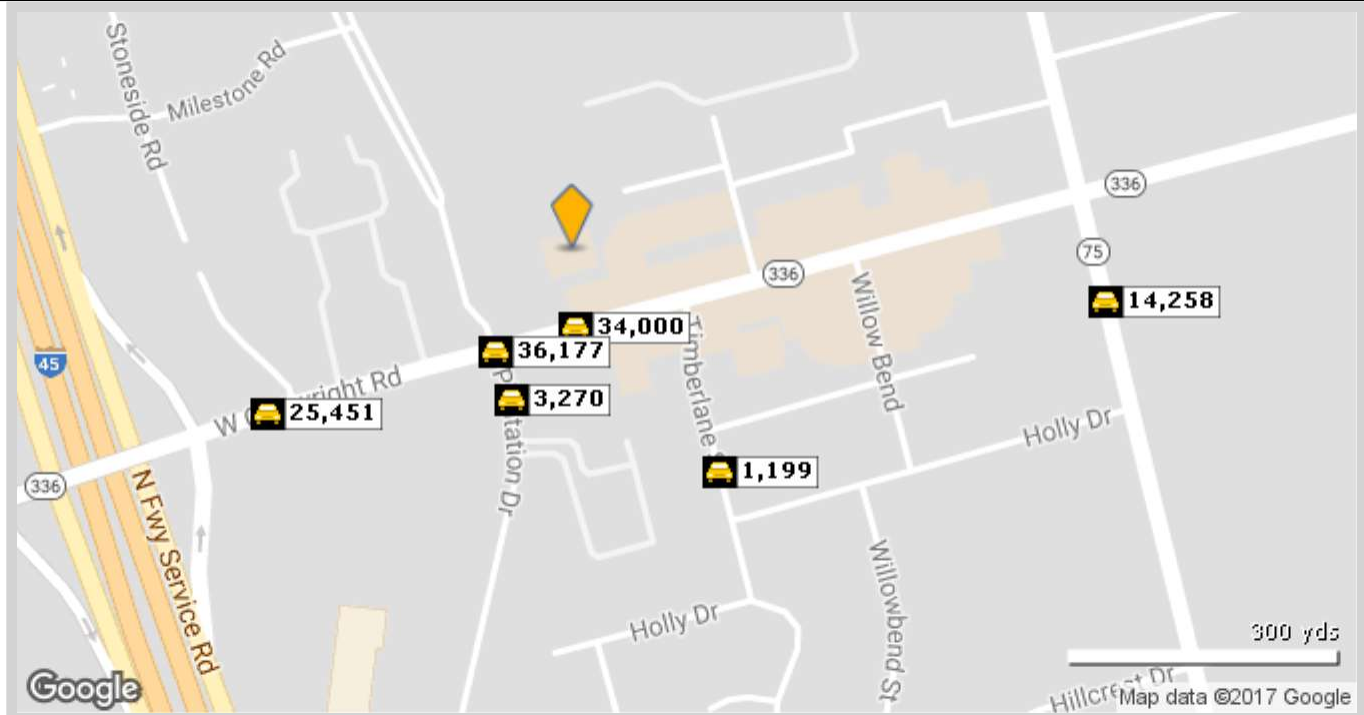 Stoneside Rd
Milestone Rd
336
75
336
14,258
34,000
36,177
45
3,270
25,451
Timberlane
Willow Bend
Holly Dr
1,199
336
N Fwy Service Rd
Willowbend St
Holly Dr
300 yds
Google
Map data ©2017 Google